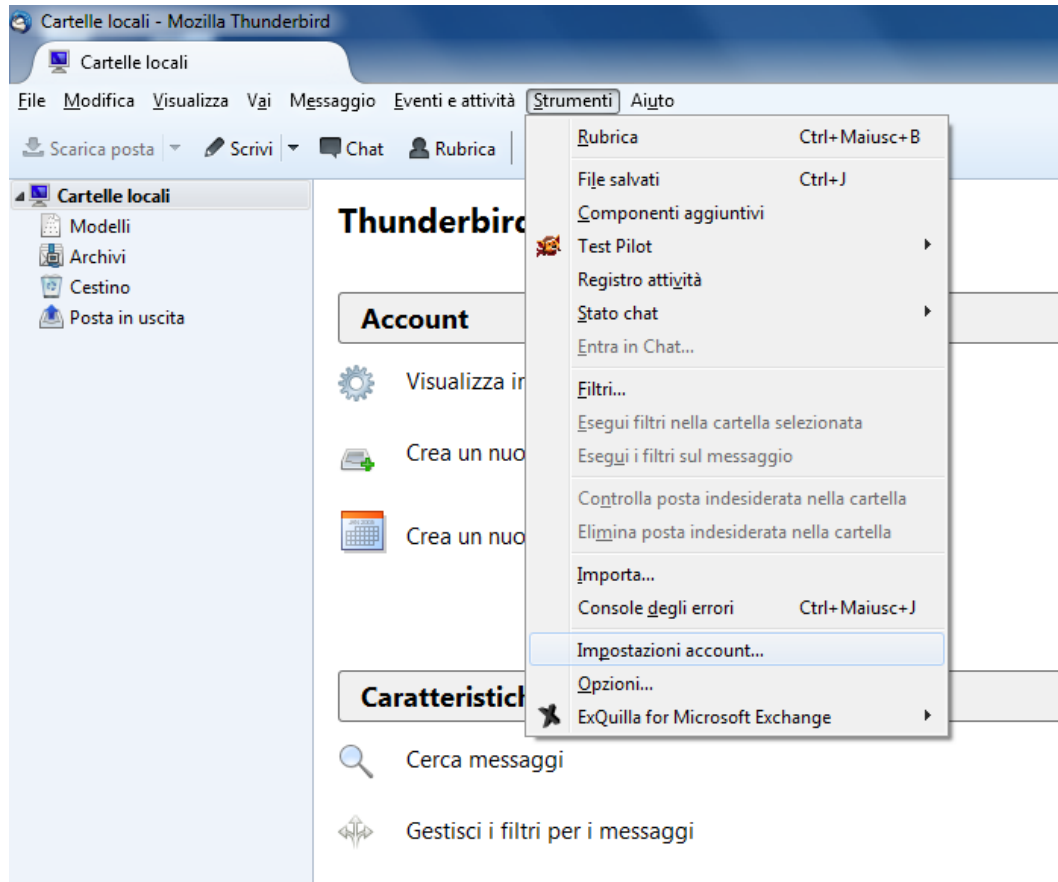 Cartelle locali - Mozilla Thunderbird
Cartelle locali
File Modifica Visualizza Vai Messaggio Eventi e attività Strumenti Aiuto
Scarica posta Scrivi Chat Rubrica
Cartelle locali
Modelli
Archivi
Cestino
Posta in uscita
Thunderbird
Account
Visualizza
Crea un
Crea un
Cerca messaggi
Gestisci i filtri per i messaggi
Rubrica Ctrl+Maiusc+B
File salvati Ctrl+J
Componenti aggiuntivi
Test Pilot
Registro attività
Stato chat
Entra in Chat...
Filtri...
Esegui filtri nella cartella selezionata
Esegui i filtri sul messaggio
Controlla posta indesiderata nella cartella
Elimina posta indesiderata nella cartella
Importa...
Console degli errori Ctrl+Maiusc+J
Impostazioni account...
Opzioni...
ExQuilla for Microsoft Exchange